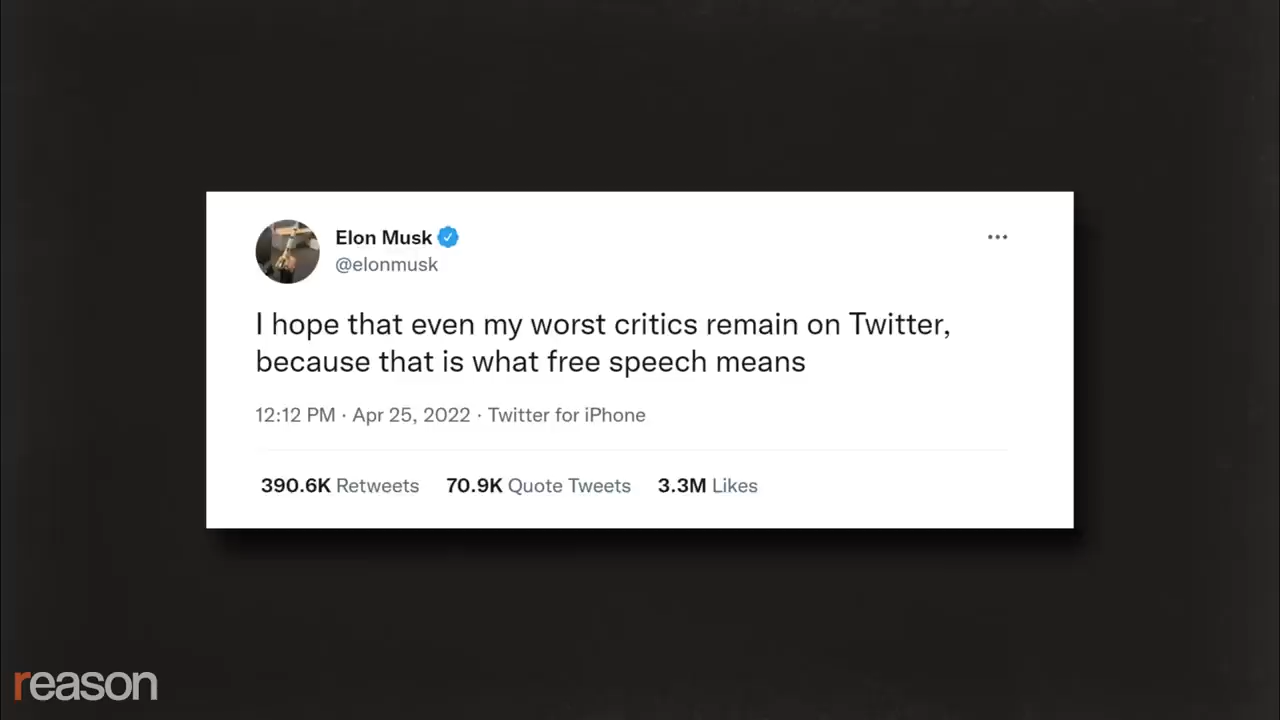 Elon Musk
@elonmusk
I hope that even my worst critics remain on Twitter,
because that is what free speech means
12:12 PM · Apr 25, 2022 · Twitter for iPhone
390.6K Retweets 70.9K Quote Tweets 3.3M Likes
reason